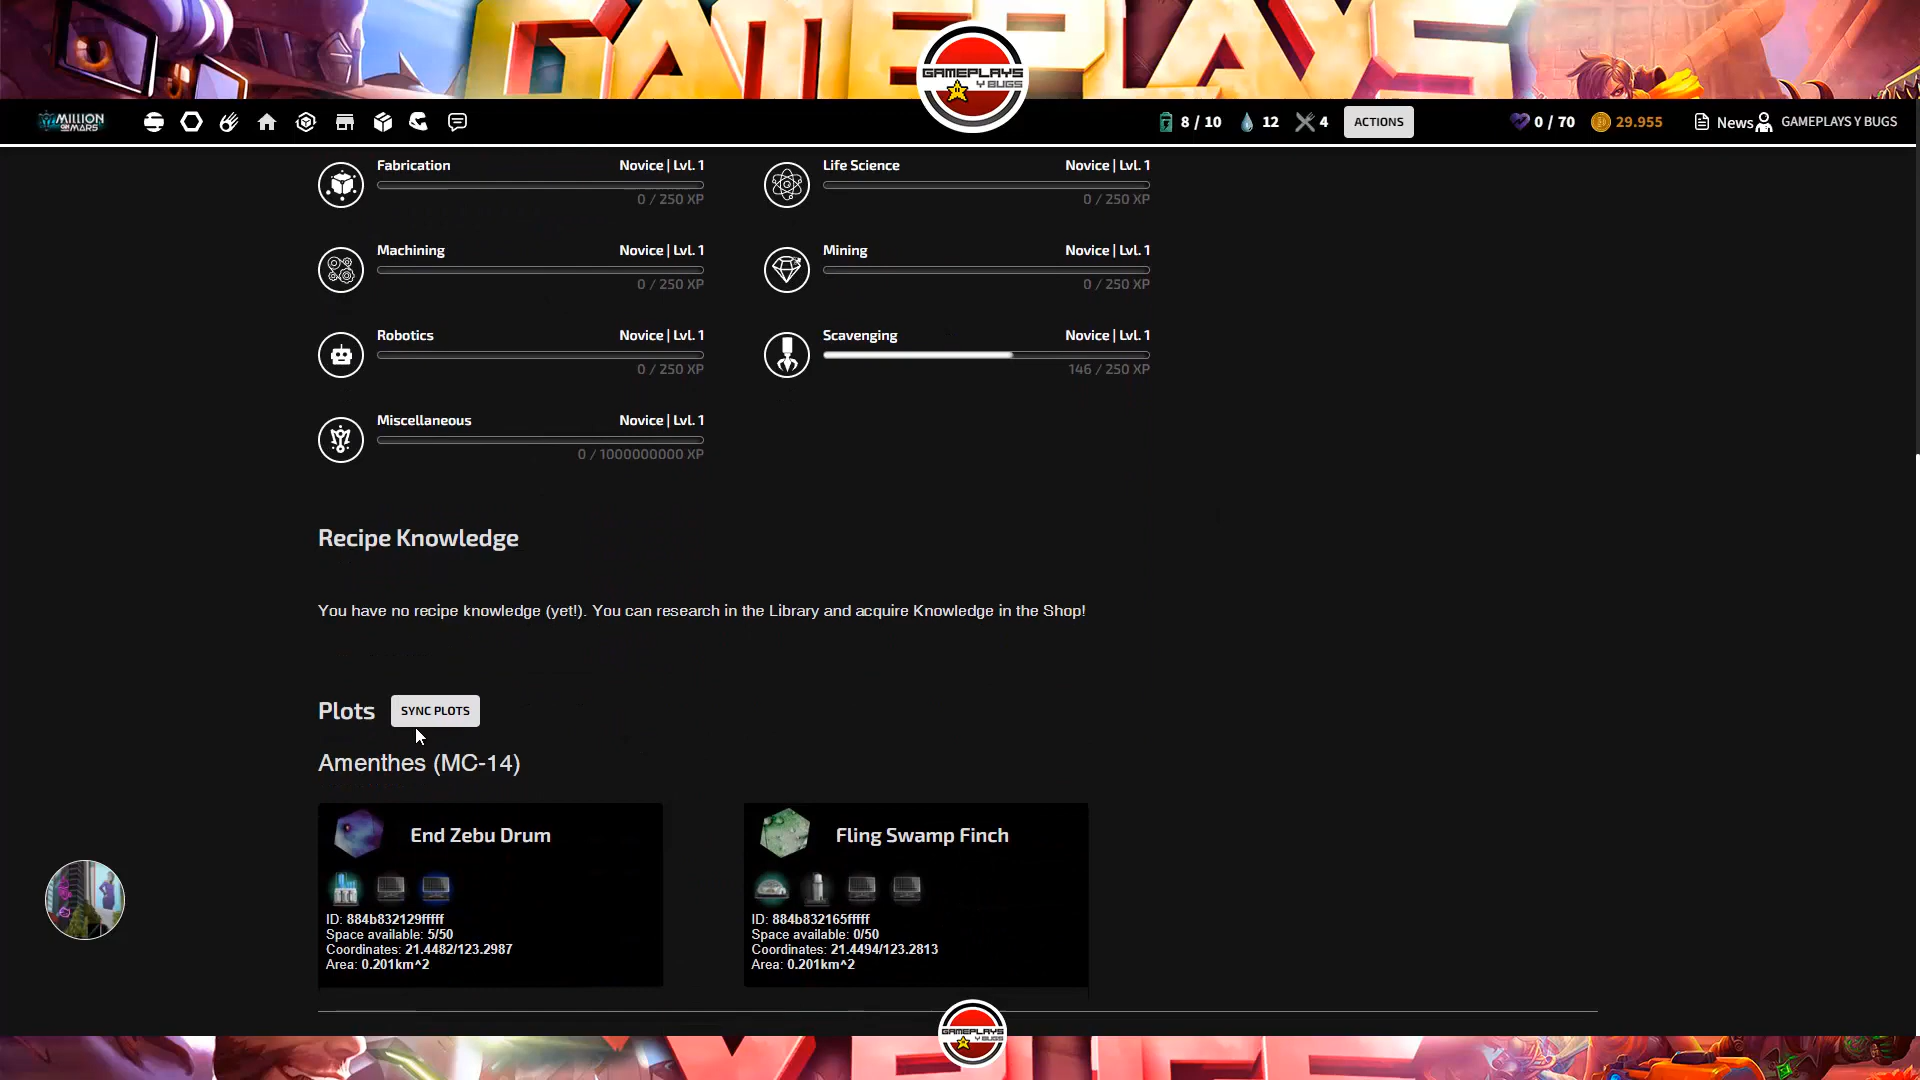 GAMEPLAYS
GAMEPLAYS
Y BUGS
MILLION
ON MARS
8 / 10
12
4
ACTIONS
0 / 70
29.955
News
GAMEPLAYS Y BUGS
Fabrication
Novice | Lvl. 1
0 / 250 XP
Life Science
Novice | Lvl. 1
0 / 250 XP
Machining
Novice | Lvl. 1
0 / 250 XP
Mining
Novice | Lvl. 1
0 / 250 XP
Robotics
Novice | Lvl. 1
0 / 250 XP
Scavenging
Novice | Lvl. 1
146 / 250 XP
Miscellaneous
Novice | Lvl. 1
0 / 1000000000 XP
Recipe Knowledge
You have no recipe knowledge (yet!). You can research in the Library and acquire Knowledge in the Shop!
Plots
SYNC PLOTS
Amenthes (MC-14)
End Zebu Drum
ID: 884b832129fffff
Space available: 5/50
Coordinates: 21.4482/123.2987
Area: 0.201km^2
Fling Swamp Finch
ID: 884b832165fffff
Space available: 0/50
Coordinates: 21.4494/123.2813
Area: 0.201km^2
GAMEPLAYS
Y BUGS